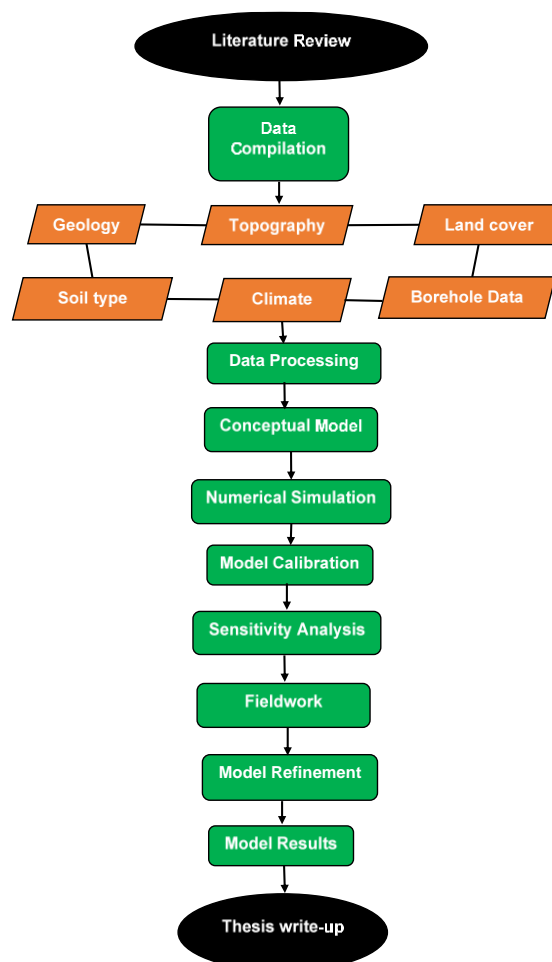 Literature Review
Data
Compilation
Geology
Topography
Land cover
Soil type
Climate
Borehole Data
Data Processing
Conceptual Model
Numerical Simulation
Model Calibration
Sensitivity Analysis
Fieldwork
Model Refinement
Model Results
Thesis write-up